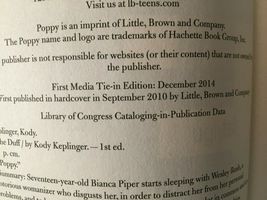 Visit us at lb-teens.com
Poppy is an imprint of Little, Brown and Company.
The Poppy name and logo are trademarks of Hachette Book Group, Inc.
publisher is not responsible for websites (or their content) that are not owned
the publisher.
First Media Tie-in Edition: December 2014
First published in hardcover in September 2010 by Little, Brown and Company
Library of Congress Cataloging-in-Publication Data
plinger, Kody.
he Duff / by Kody Keplinger. — 1st ed.
p. cm.
"Poppy."
Summary: Seventeen-year-old Bianca Piper starts sleeping with Wesley Rush,
notorious womanizer who disgusts her, in order to distract her from her personal